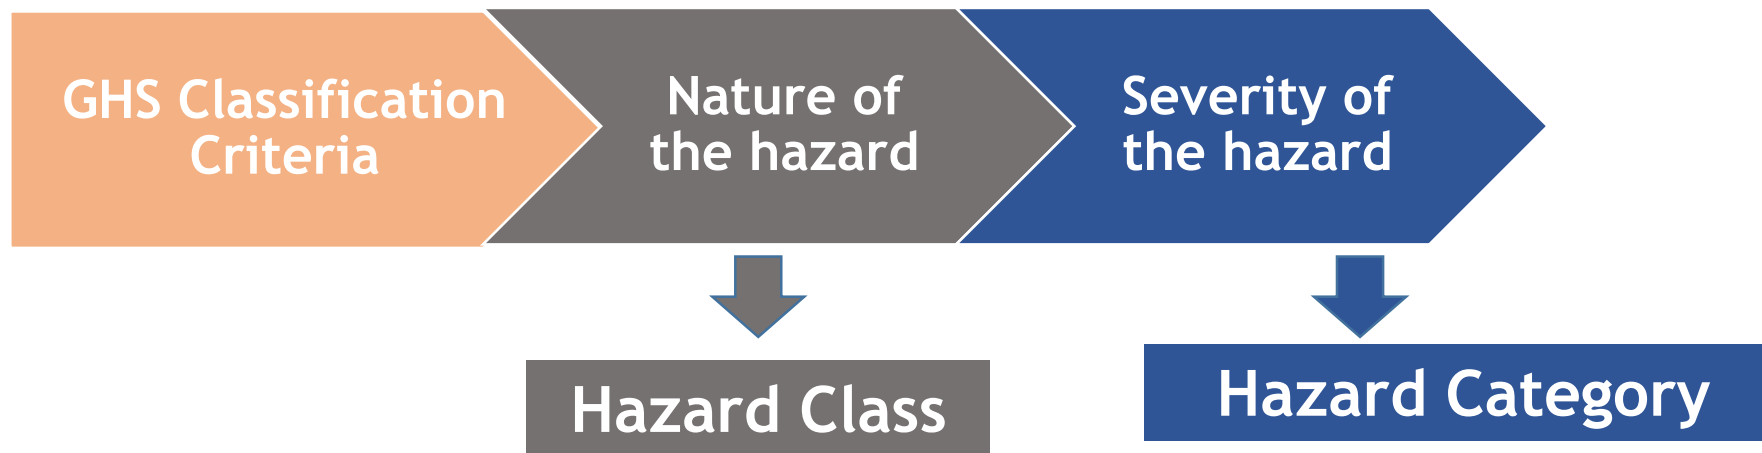 GHS Classification
Criteria
Nature of
the hazard
Severity of
the hazard
Hazard Class
Hazard Category